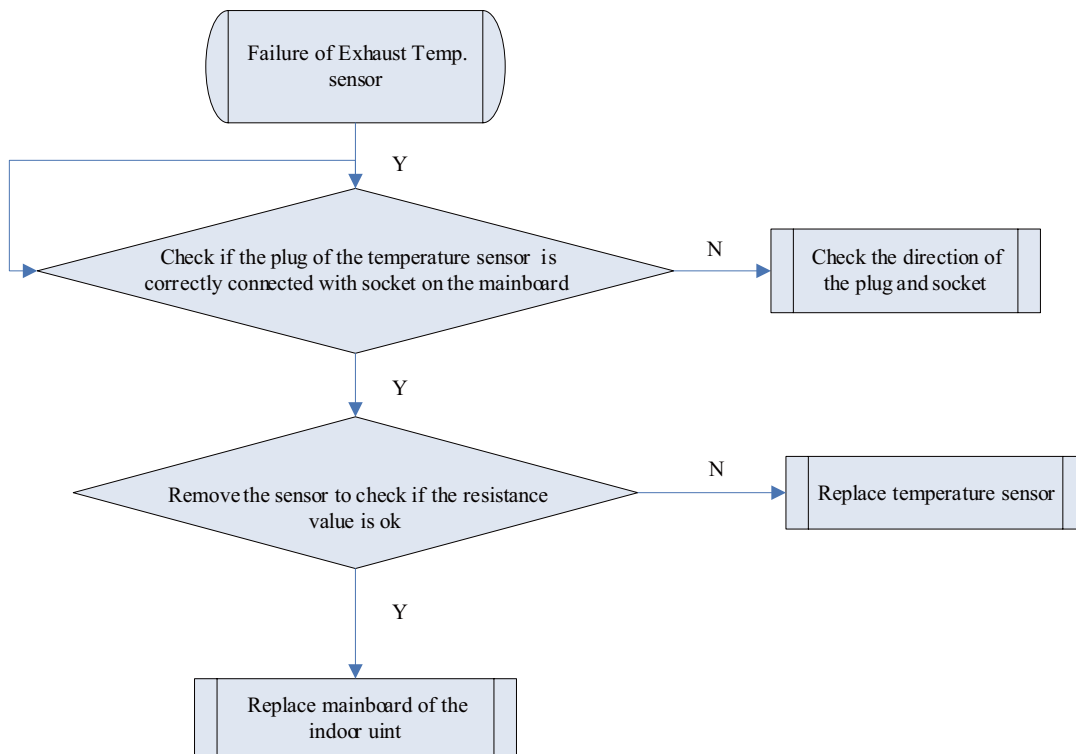 Failure of Exhaust Temp.
sensor
Y
Check if the plug of the temperature sensor is
correctly connected with socket on the mainboard
N
Check the direction of
the plug and socket
Y
Remove the sensor to check if the resistance
value is ok
N
Replace temperature sensor
Y
Replace mainboard of the
indoor uint